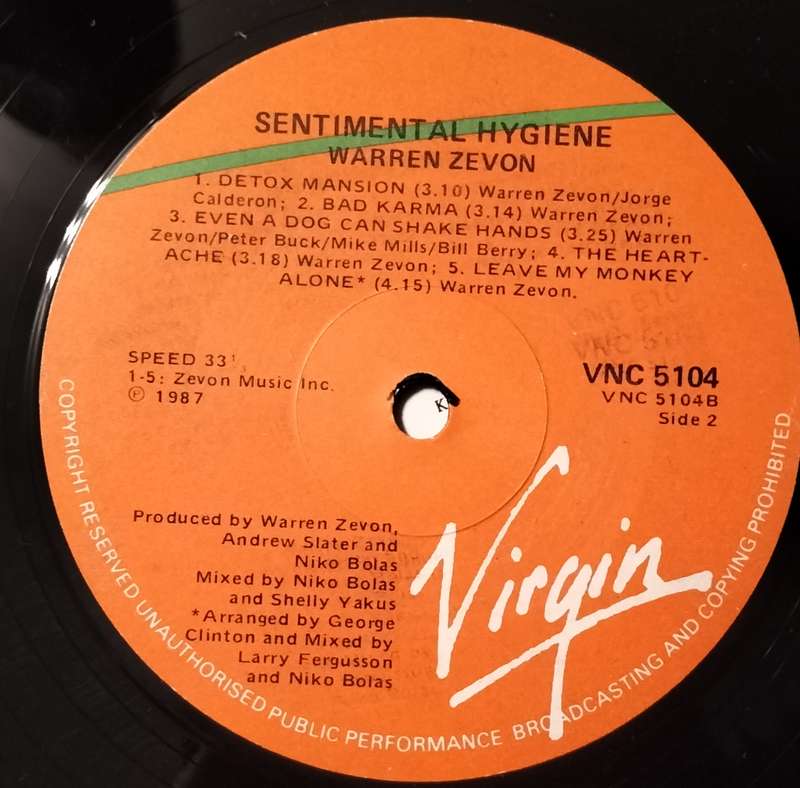 SENTIMENTAL HYGIENE
WARREN ZEVON
1. DETOX MANSION (3.10) Warren Zevon/Jorge
Calderon; 2. BAD KARMA (3.14) Warren Zevon;
3. EVEN A DOG CAN SHAKE HANDS (3.25) Warren
Zevon/Peter Buck/Mike Mills/Bill Berry; 4. THE HEART-
ACHE (3.18) Warren Zevon; 5. LEAVE MY MONKEY
ALONE* (4.15) Warren Zevon.
SPEED 33⅓
1-5: Zevon Music Inc.
℗ 1987
VNC 5104
VNC 5104B
Side 2
K
Produced by Warren Zevon,
Andrew Slater and
Niko Bolas
Mixed by Niko Bolas
and Shelly Yakus
*Arranged by George
Clinton and Mixed by
Larry Fergusson
and Niko Bolas
Virgin
COPYRIGHT RESERVED UNAUTHORISED PUBLIC PERFORMANCE BROADCASTING AND COPYING PROHIBITED